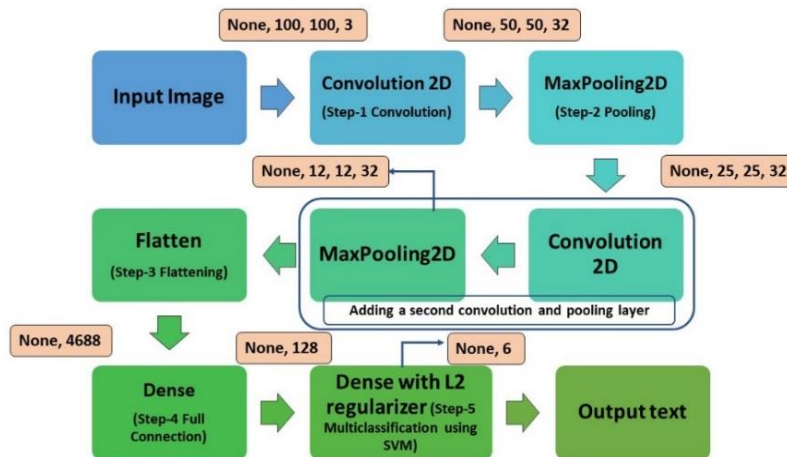 None, 100, 100, 3
None, 50, 50, 32
Input Image
Convolution 2D
(Step-1 Convolution)
MaxPooling2D
(Step-2 Pooling)
None, 12, 12, 32
None, 25, 25, 32
Flatten
(Step-3 Flattening)
MaxPooling2D
Convolution
2D
Adding a second convolution and pooling layer
None, 4688
None, 128
None, 6
Dense
(Step-4 Full
Connection)
Dense with L2
regularizer (Step-5
Multiclassification using
SVM)
Output text